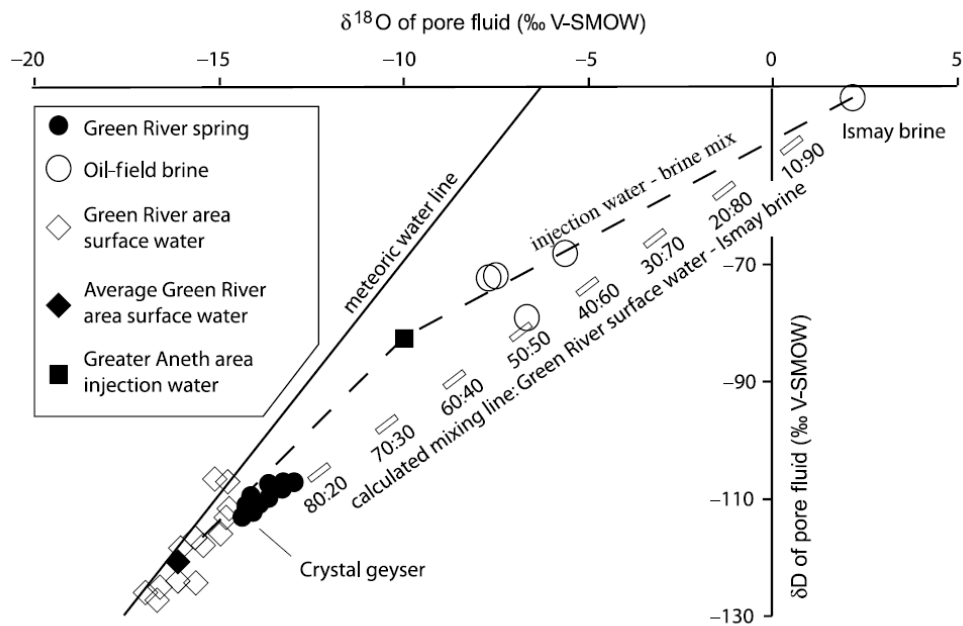 δ18O of pore fluid (‰ V-SMOW)
−20 −15 −10 −5 0 5
Green River spring
Oil-field brine
Green River area
surface water
Average Green River
area surface water
Greater Aneth area
injection water
meteoric water line
injection water - brine mix
Ismay brine
10:90
20:80
30:70
40:60
50:50
60:40
70:30
80:20
calculated mixing line: Green River surface water - Ismay brine
Crystal geyser
−70
−90
−110
−130
δD of pore fluid (‰ V-SMOW)